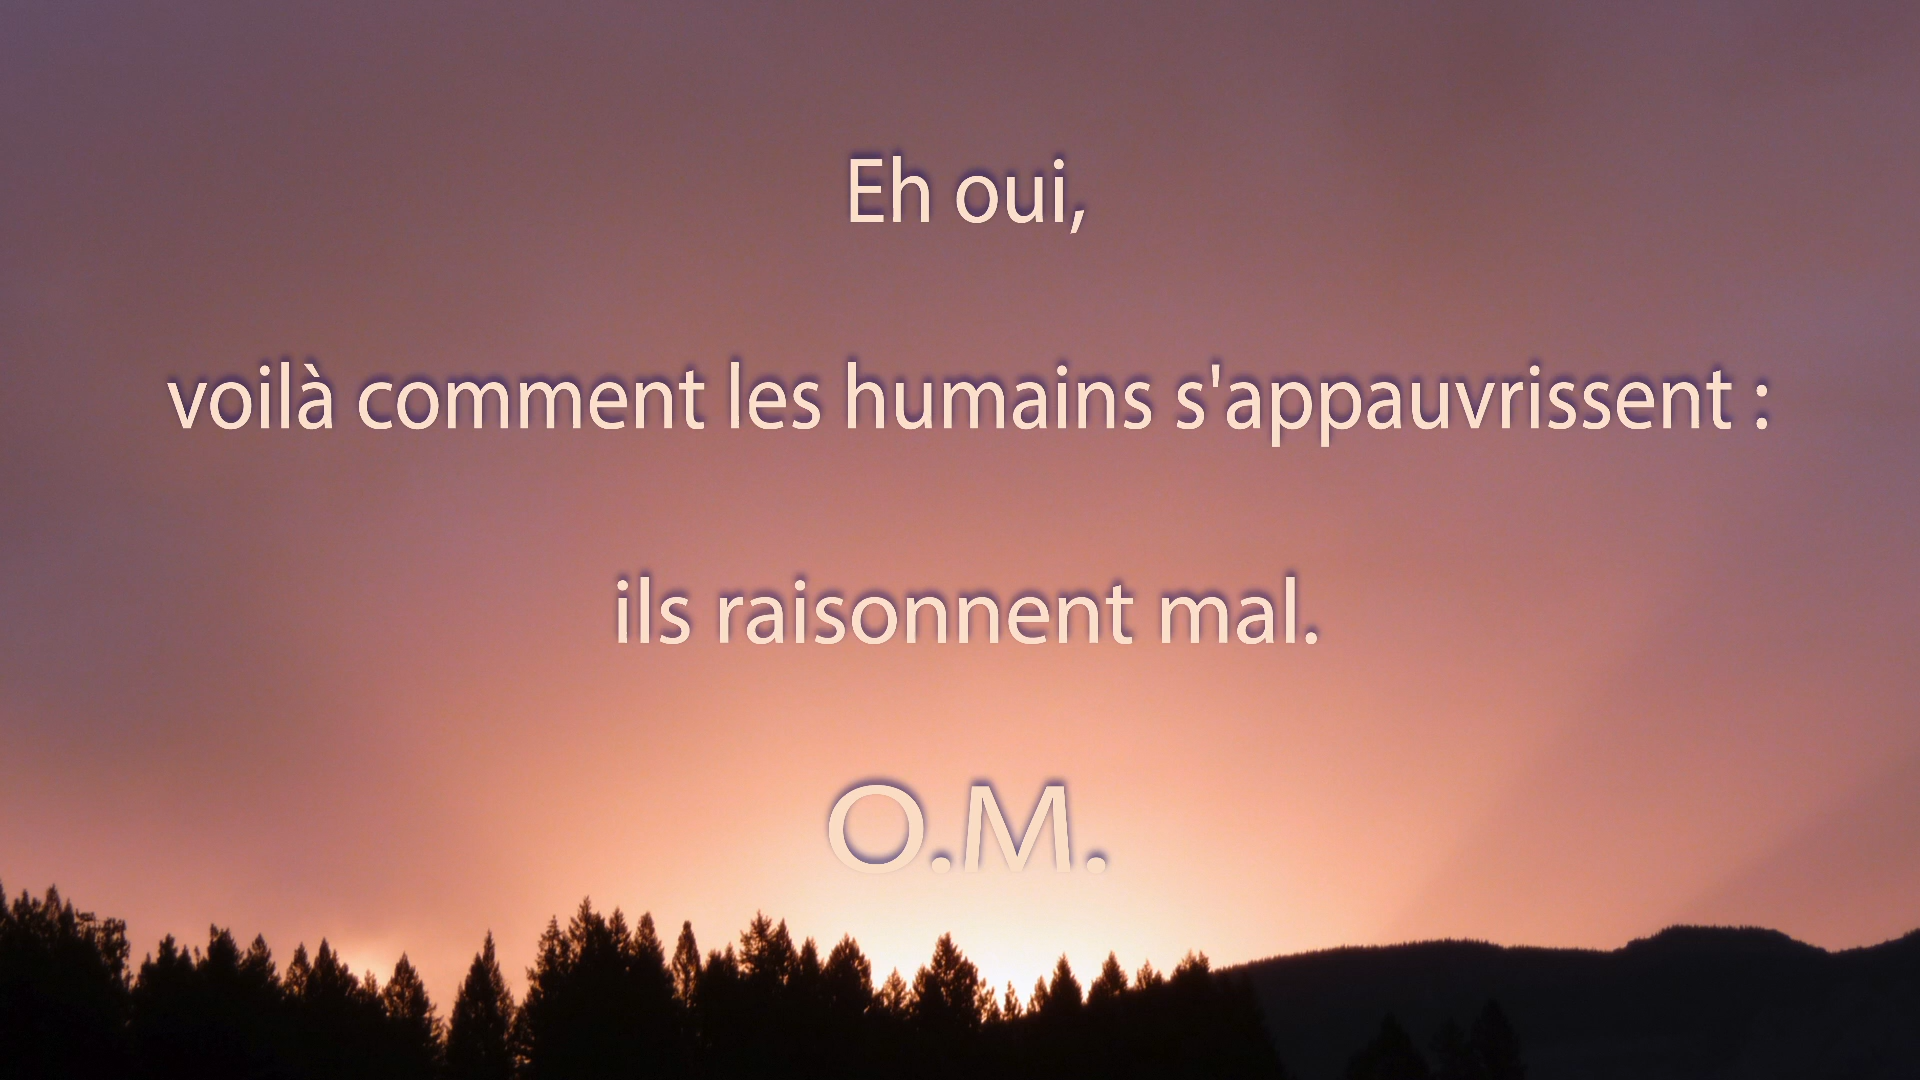 Eh oui,
voilà comment les humains s'appauvrissent :
ils raisonnent mal.
O.M.